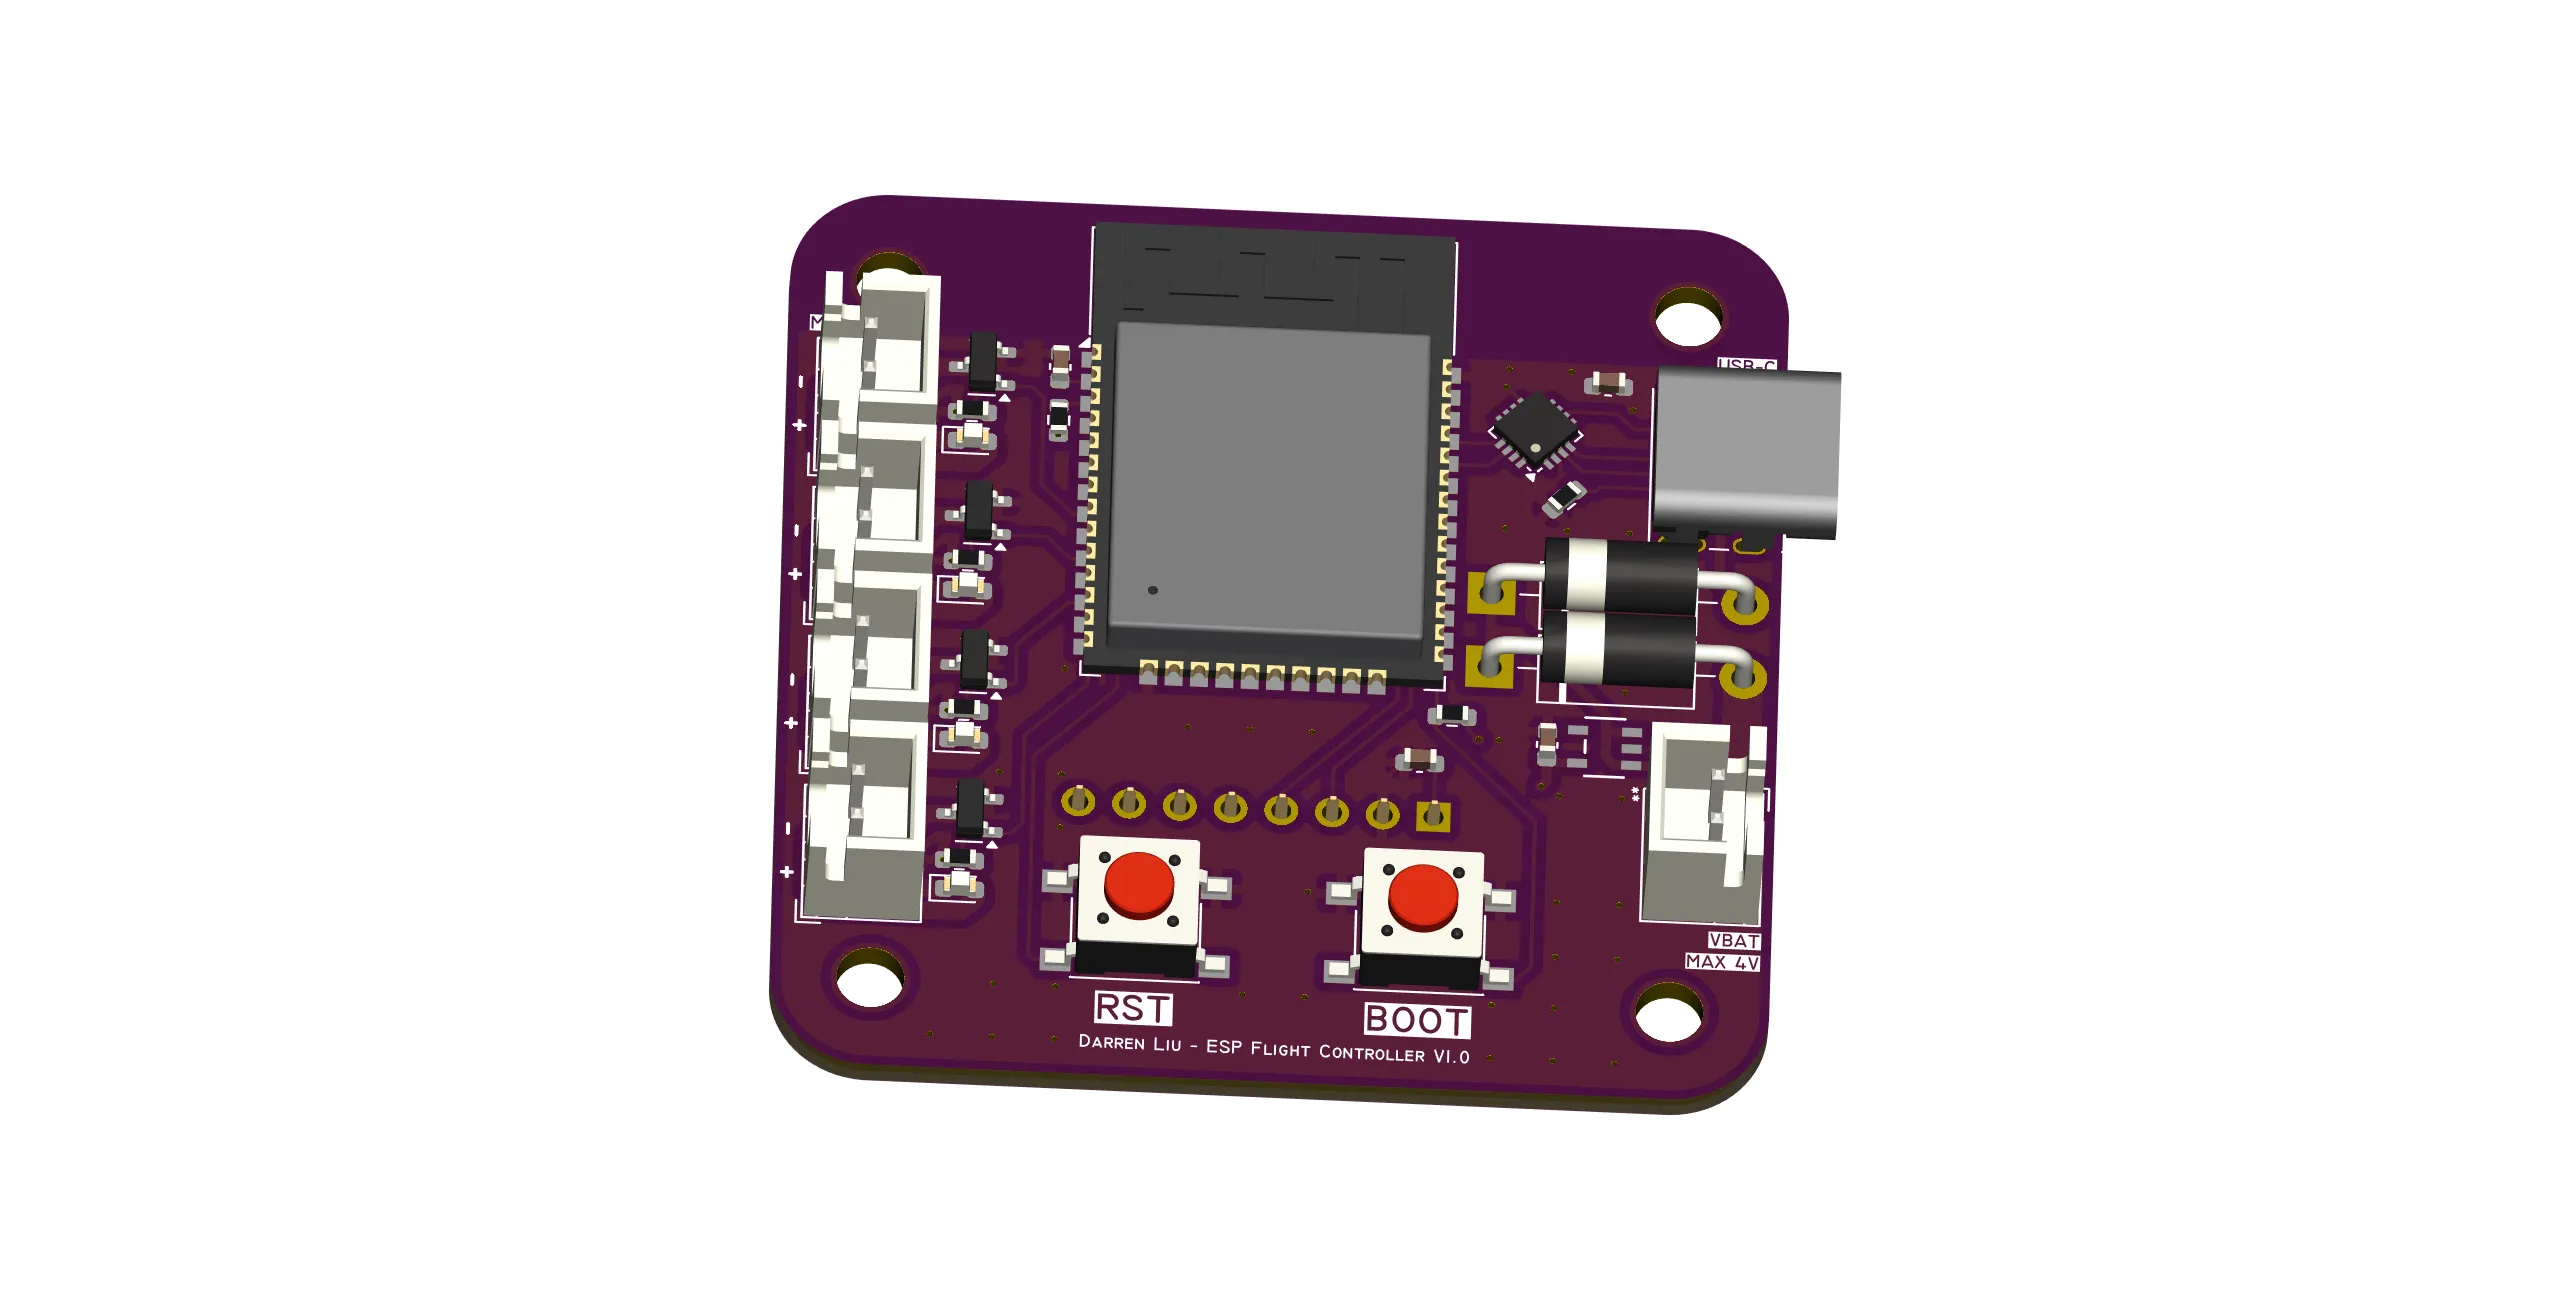 USB-C
-
+
-
+
-
+
-
+
VBAT
MAX 4V
RST
BOOT
DARREN LIU - ESP FLIGHT CONTROLLER V1.0